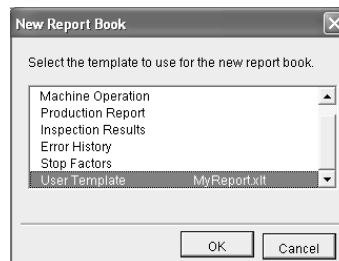 New Report Book
Select the template to use for the new report book.
Machine Operation
Production Report
Inspection Results
Error History
Stop Factors
User Template MyReport.xlt
OK Cancel